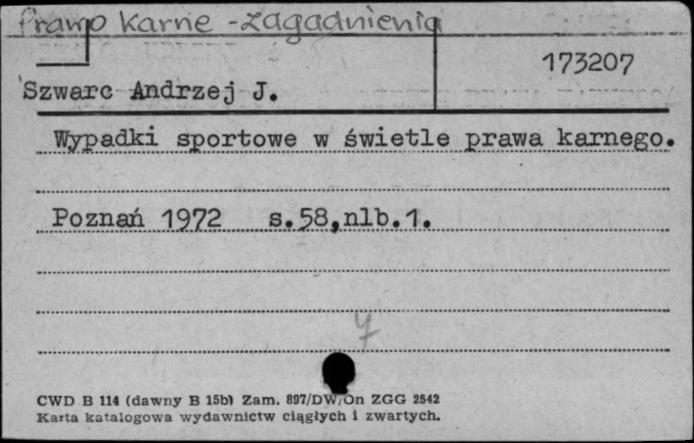 Prawo karne - zagadnienia
173207
Szwarc Andrzej J.
Wypadki sportowe w świetle prawa karnego.
Poznań 1972 s.58,nlb.1.
4
CWD B 114 (dawny B 15b) Zam. 897/DW/On ZGG 2542
Karta katalogowa wydawnictw ciągłych i zwartych.